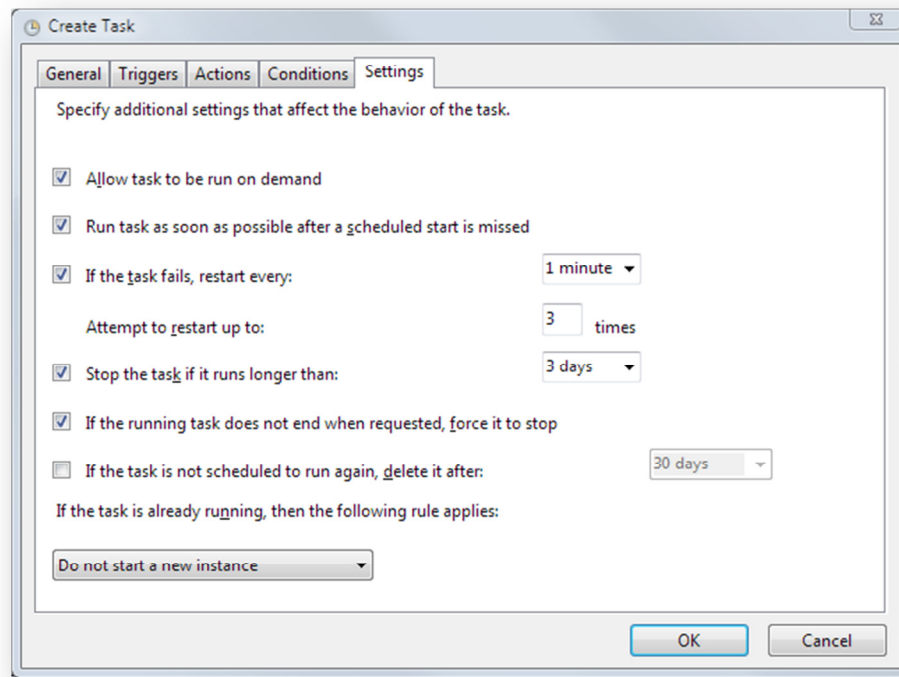 Create Task
General Triggers Actions Conditions Settings
Specify additional settings that affect the behavior of the task.
Allow task to be run on demand
Run task as soon as possible after a scheduled start is missed
If the task fails, restart every: 1 minute
Attempt to restart up to: 3 times
Stop the task if it runs longer than: 3 days
If the running task does not end when requested, force it to stop
If the task is not scheduled to run again, delete it after: 30 days
If the task is already running, then the following rule applies:
Do not start a new instance
OK Cancel